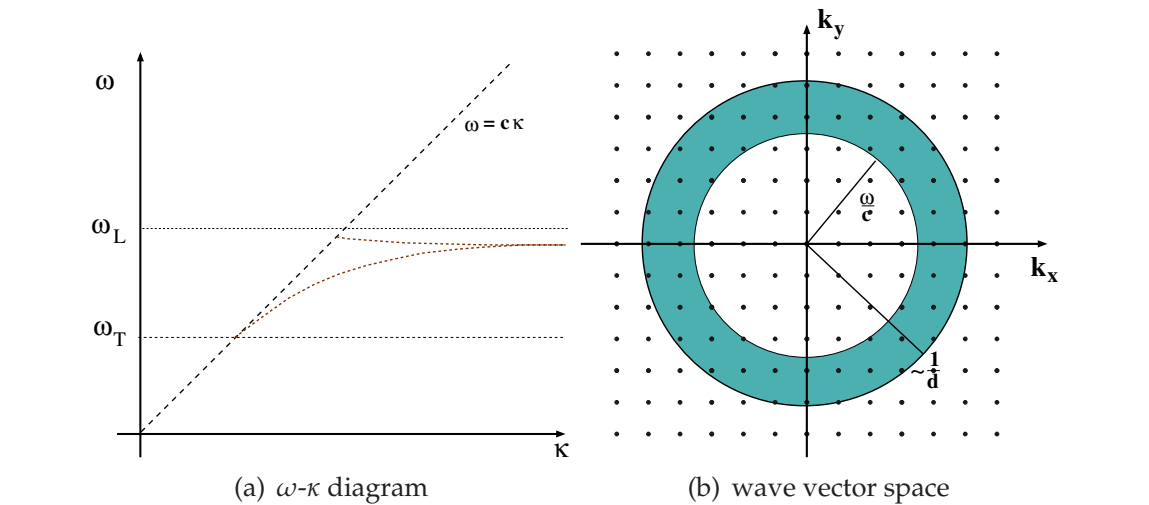 ω
ω = c κ
ω_L
ω_T
κ
(a) ω-κ diagram
k_y
ω/c
k_x
~ 1/d
(b) wave vector space